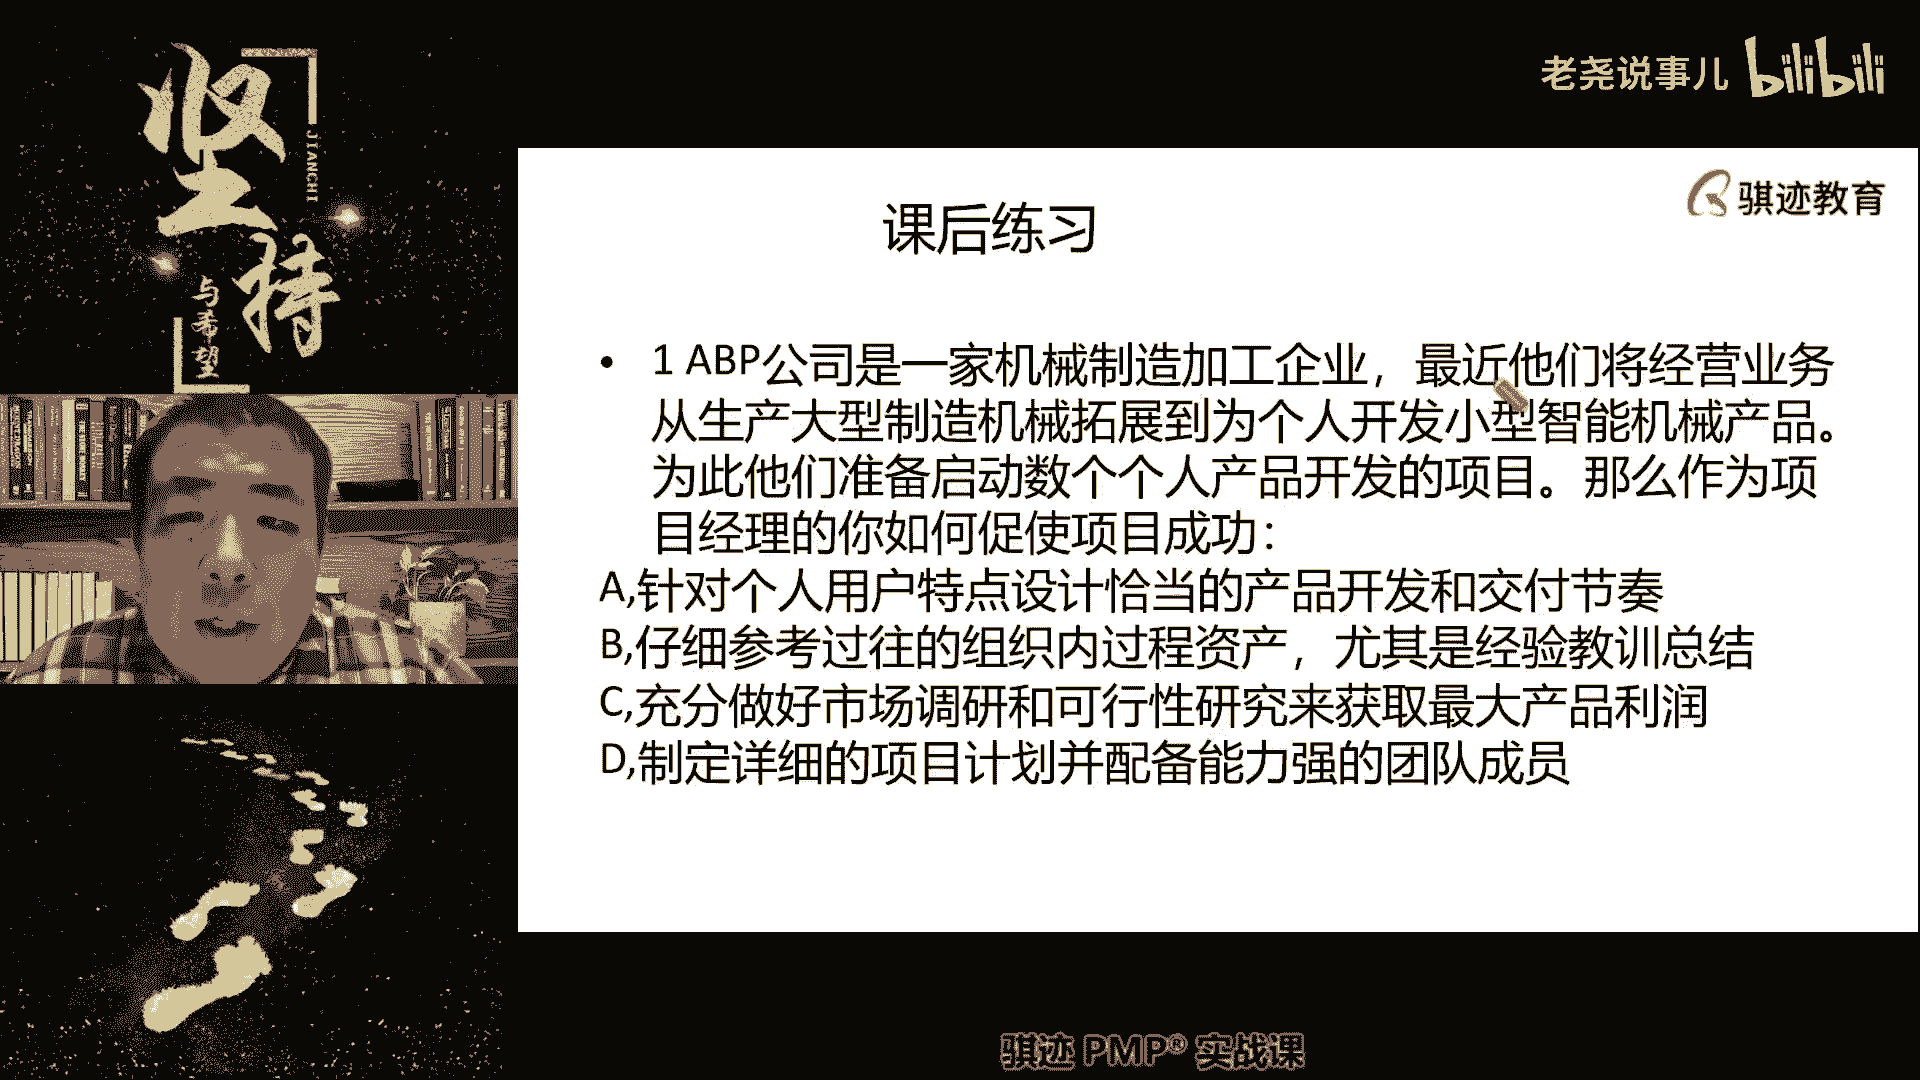 坚持
JIANCHI
与希望
老尧说事儿 bilibili
骐迹教育
课后练习
• 1 ABP公司是一家机械制造加工企业，最近他们将经营业务
从生产大型制造机械拓展到为个人开发小型智能机械产品。
为此他们准备启动数个个人产品开发的项目。那么作为项
目经理的你如何促使项目成功：
A,针对个人用户特点设计恰当的产品开发和交付节奏
B,仔细参考过往的组织内过程资产，尤其是经验教训总结
C,充分做好市场调研和可行性研究来获取最大产品利润
D,制定详细的项目计划并配备能力强的团队成员
骐迹 PMP® 实战课